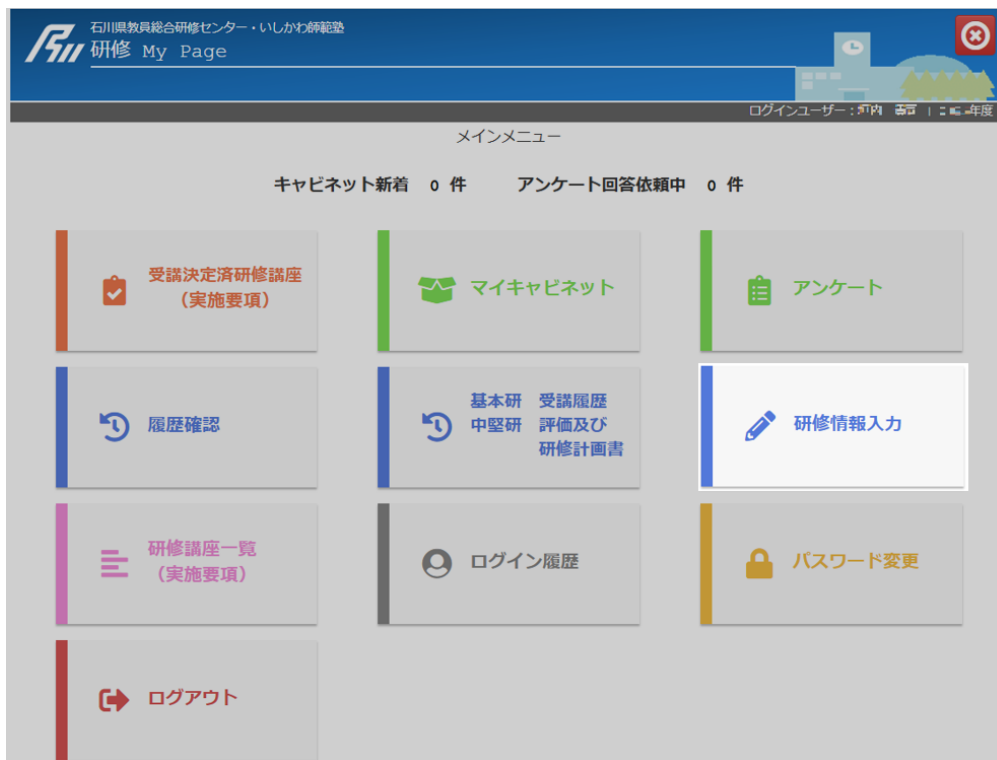 石川県教員総合研修センター・いしかわ師範塾
研修 My Page
ログインユーザー：
年度
メインメニュー
キャビネット新着 0 件 アンケート回答依頼中 0 件
受講決定済研修講座
（実施要項）
マイキャビネット
アンケート
履歴確認
基本研 受講履歴
中堅研 評価及び
研修計画書
研修情報入力
研修講座一覧
（実施要項）
ログイン履歴
パスワード変更
ログアウト